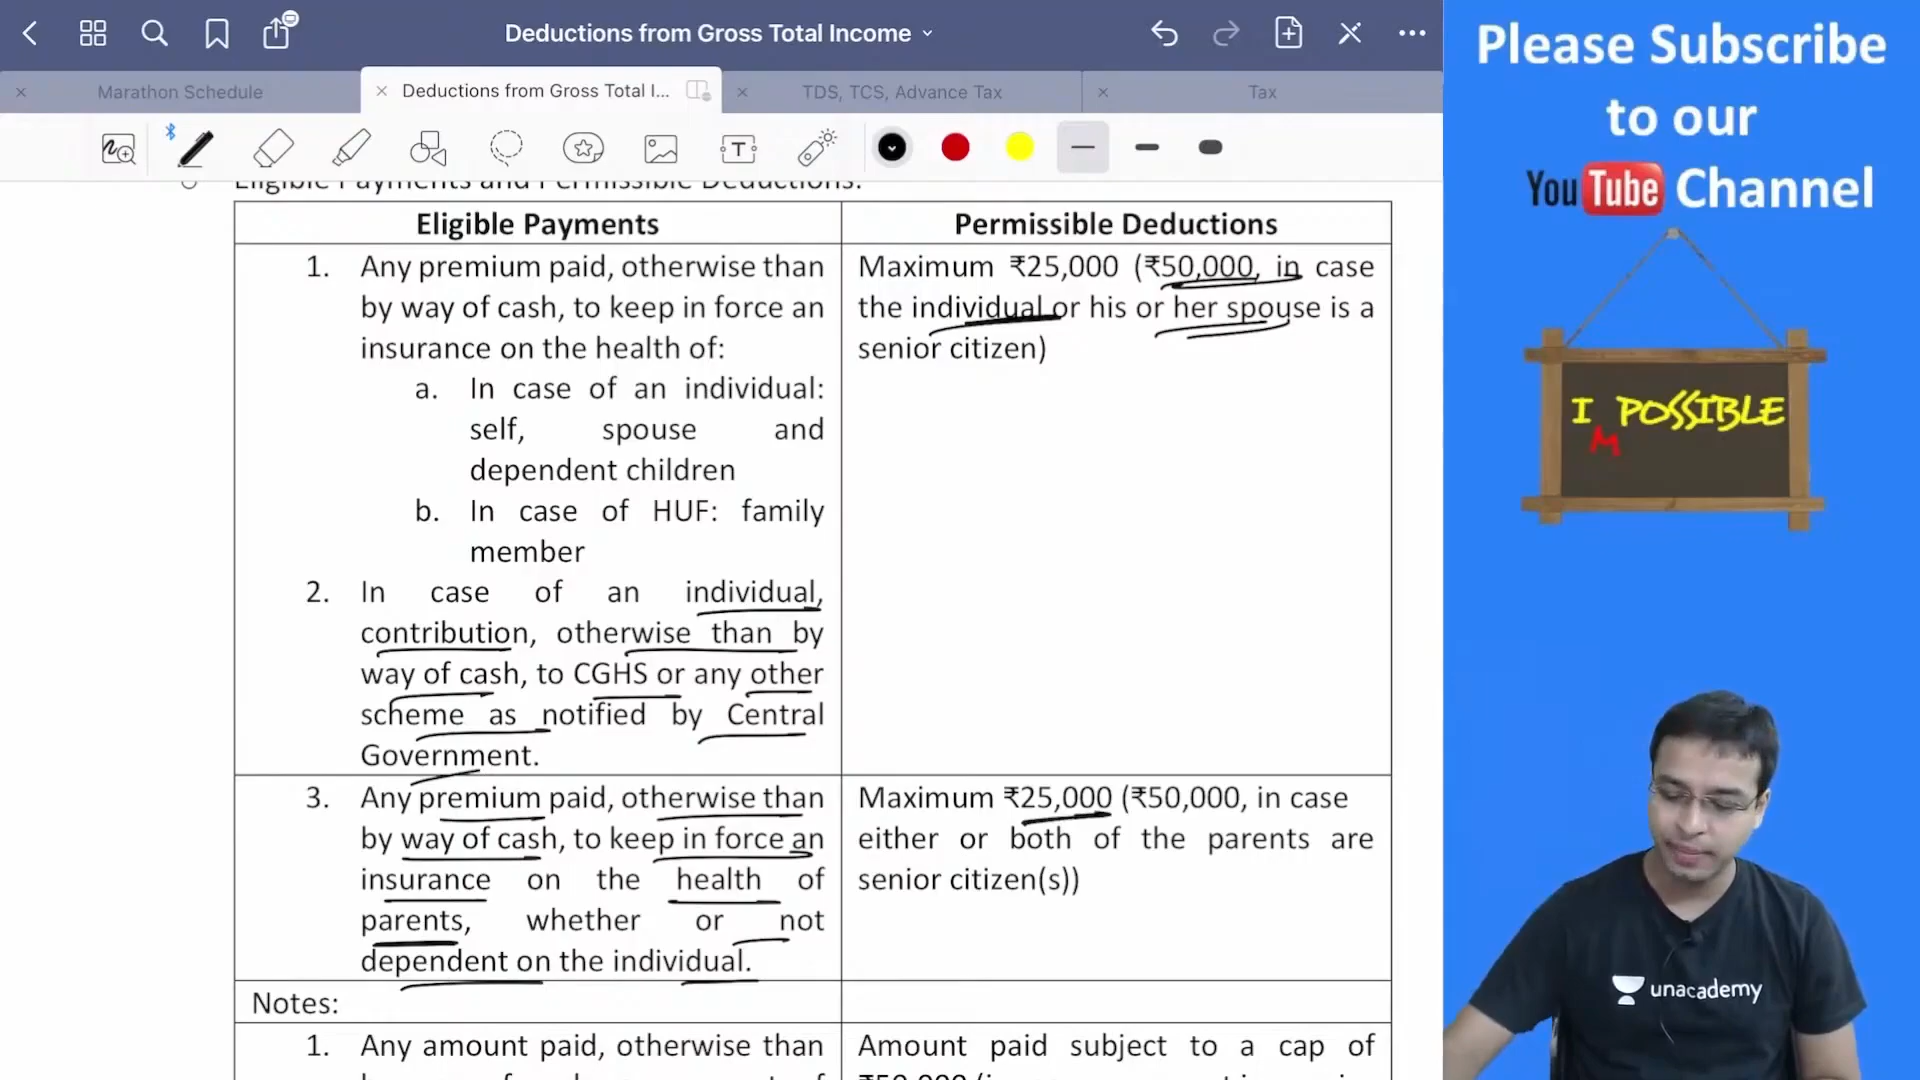 Deductions from Gross Total Income
Please Subscribe
to our
YouTube Channel
Marathon Schedule
Deductions from Gross Total I...
TDS, TCS, Advance Tax
Tax
T
Eligible Payments and Permissible Deductions:
Eligible Payments
Permissible Deductions
1. Any premium paid, otherwise than
by way of cash, to keep in force an
insurance on the health of:
a. In case of an individual:
self, spouse and
dependent children
b. In case of HUF: family
member
2. In case of an individual,
contribution, otherwise than by
way of cash, to CGHS or any other
scheme as notified by Central
Government.
Maximum ₹25,000 (₹50,000, in case
the individual or his or her spouse is a
senior citizen)
3. Any premium paid, otherwise than
by way of cash, to keep in force an
insurance on the health of
parents, whether or not
dependent on the individual.
Maximum ₹25,000 (₹50,000, in case
either or both of the parents are
senior citizen(s))
Notes:
1. Any amount paid, otherwise than
Amount paid subject to a cap of
I POSSIBLE
M
unacademy